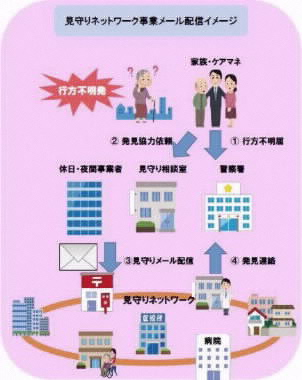 見守りネットワーク事業メール配信イメージ
家族・ケアマネ
行方不明発
② 発見協力依頼
① 行方不明届
休日・夜間事業者
見守り相談室
警察署
③見守りメール配信
④ 発見連絡
見守りネットワーク
区役所
病院